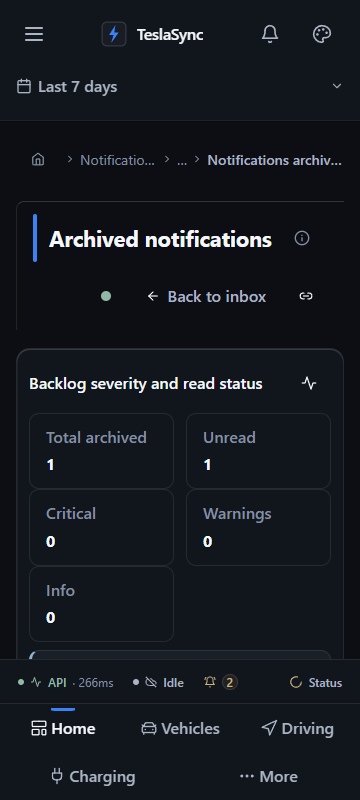 TeslaSync
Last 7 days
Notificatio... > ... > Notifications archiv...
Archived notifications
← Back to inbox
Backlog severity and read status
Total archived
1
Unread
1
Critical
0
Warnings
0
Info
0
API · 266ms
Idle
2
Status
Home
Vehicles
Driving
Charging
More